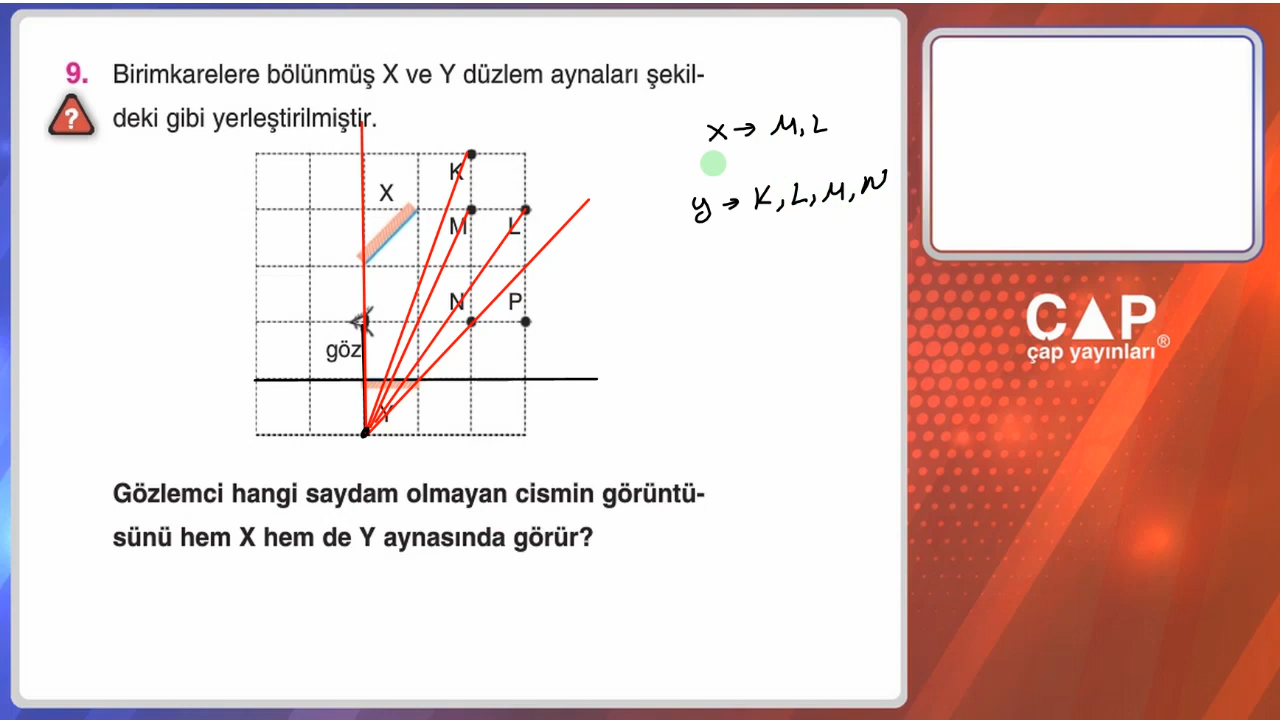 9. Birimkarelere bölünmüş X ve Y düzlem aynaları şekil-
? deki gibi yerleştirilmiştir.
x → M, L
y → K, L, M, N
K
X
M
L
N
P
göz
Y
ÇAP
çap yayınları®
Gözlemci hangi saydam olmayan cismin görüntü-
sünü hem X hem de Y aynasında görür?